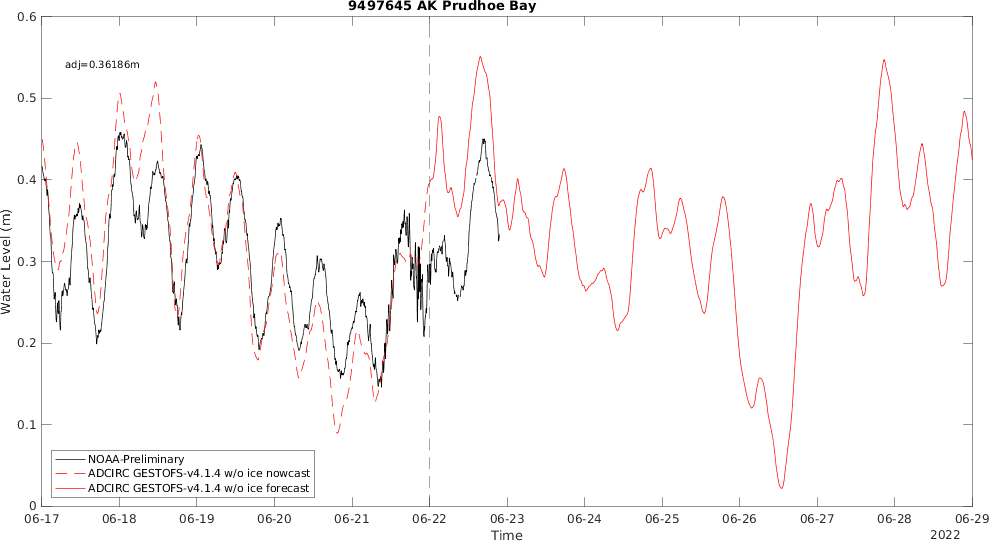 9497645 AK Prudhoe Bay
0.6
adj=0.36186m
0.5
0.4
0.3
0.2
0.1
0
Water Level (m)
NOAA-Preliminary
ADCIRC GESTOFS-v4.1.4 w/o ice nowcast
ADCIRC GESTOFS-v4.1.4 w/o ice forecast
06-17 06-18 06-19 06-20 06-21 06-22 06-23 06-24 06-25 06-26 06-27 06-28 06-29
Time
2022